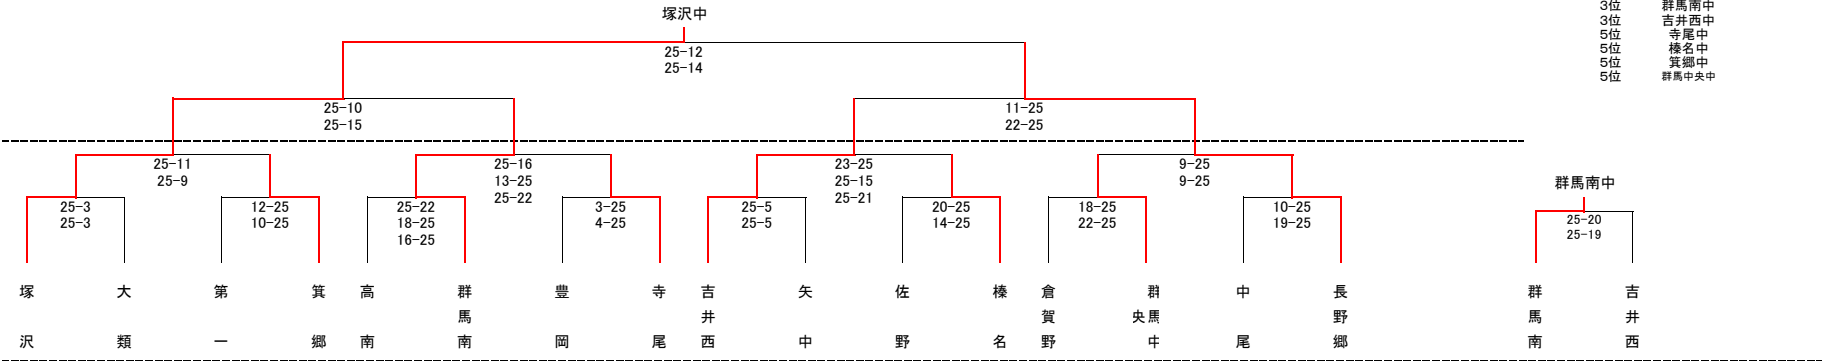 塚沢中
3位 群馬南中
3位 吉井西中
5位 寺尾中
5位 榛名中
5位 箕郷中
5位 群馬中央中
25-12
25-14
25-10
25-15
11-25
22-25
25-11
25-9
25-16
13-25
25-22
23-25
25-15
25-21
9-25
9-25
群馬南中
25-3
25-3
12-25
10-25
25-22
18-25
16-25
3-25
4-25
25-5
25-5
20-25
14-25
18-25
22-25
10-25
19-25
25-20
25-19
塚沢
大類
第一
箕郷
高南
群馬南
豊岡
寺尾
吉井西
矢中
佐野
榛名
倉賀野
群馬中央
中尾
長野郷
群馬南
吉井西